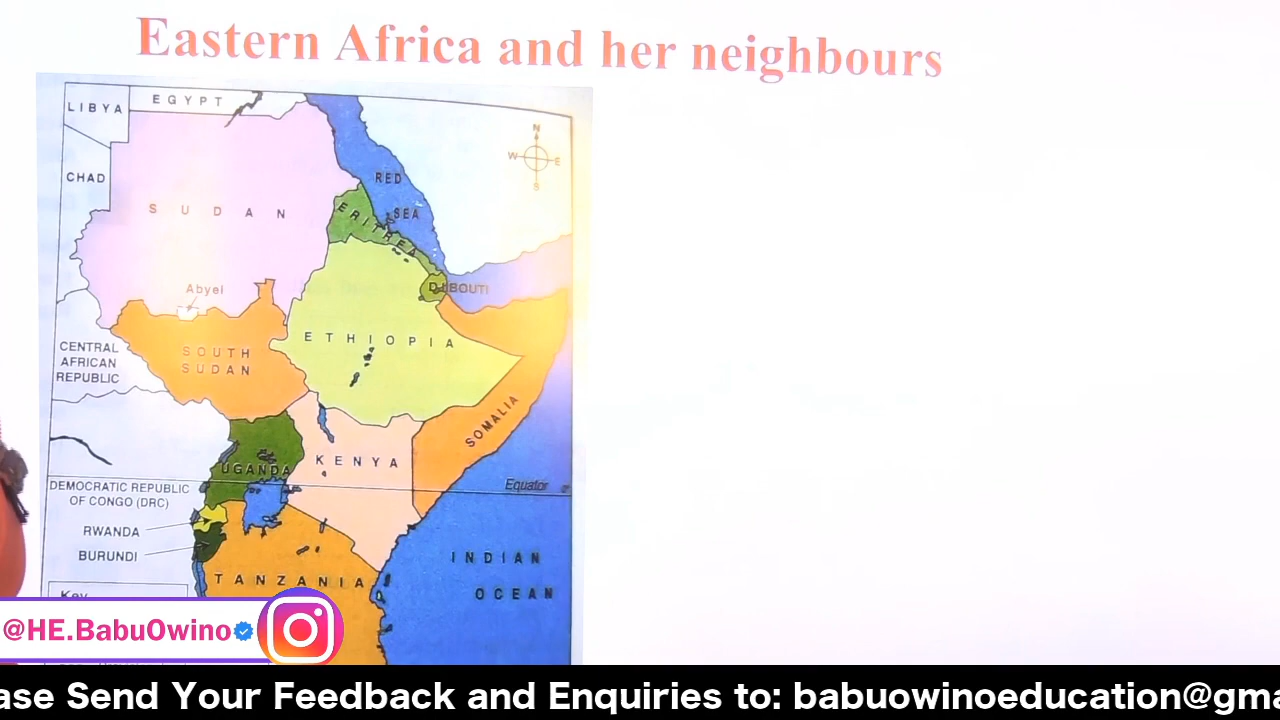 Eastern Africa and her neighbours
LIBYA
EGYPT
N
W E
S
CHAD
RED
SEA
SUDAN
ERITREA
DJIBOUTI
Abyei
ETHIOPIA
CENTRAL
AFRICAN
REPUBLIC
SOUTH
SUDAN
SOMALIA
KENYA
UGANDA
Equator
DEMOCRATIC REPUBLIC
OF CONGO (DRC)
RWANDA
BURUNDI
INDIAN
OCEAN
TANZANIA
Key
@HE.BabuOwino
ase Send Your Feedback and Enquiries to: babuowinoeducation@gma